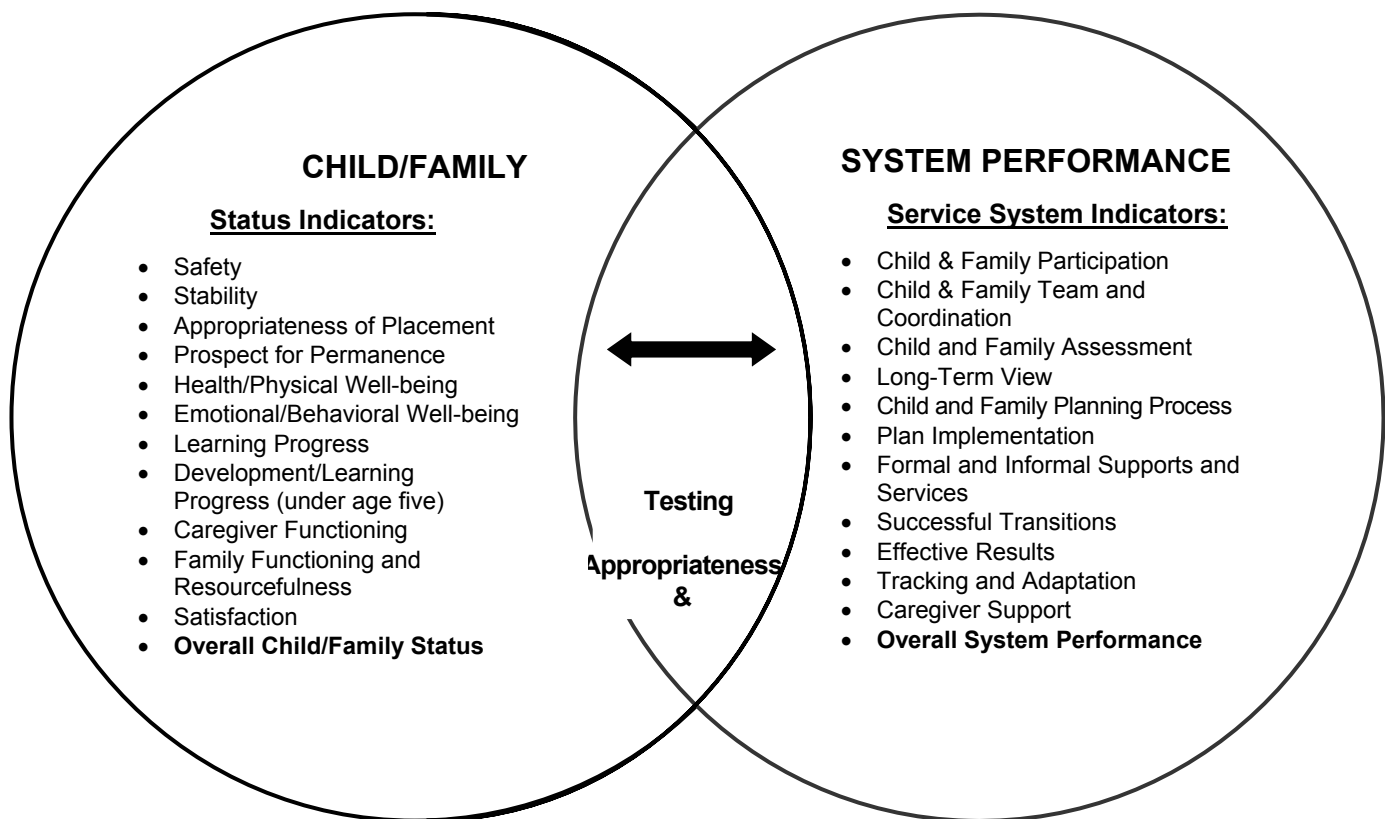 CHILD/FAMILY
Status Indicators:
• Safety
• Stability
• Appropriateness of Placement
• Prospect for Permanence
• Health/Physical Well-being
• Emotional/Behavioral Well-being
• Learning Progress
• Development/Learning
Progress (under age five)
• Caregiver Functioning
• Family Functioning and
Resourcefulness
• Satisfaction
• Overall Child/Family Status
Testing
Appropriateness
&
SYSTEM PERFORMANCE
Service System Indicators:
• Child & Family Participation
• Child & Family Team and
Coordination
• Child and Family Assessment
• Long-Term View
• Child and Family Planning Process
• Plan Implementation
• Formal and Informal Supports and
Services
• Successful Transitions
• Effective Results
• Tracking and Adaptation
• Caregiver Support
• Overall System Performance